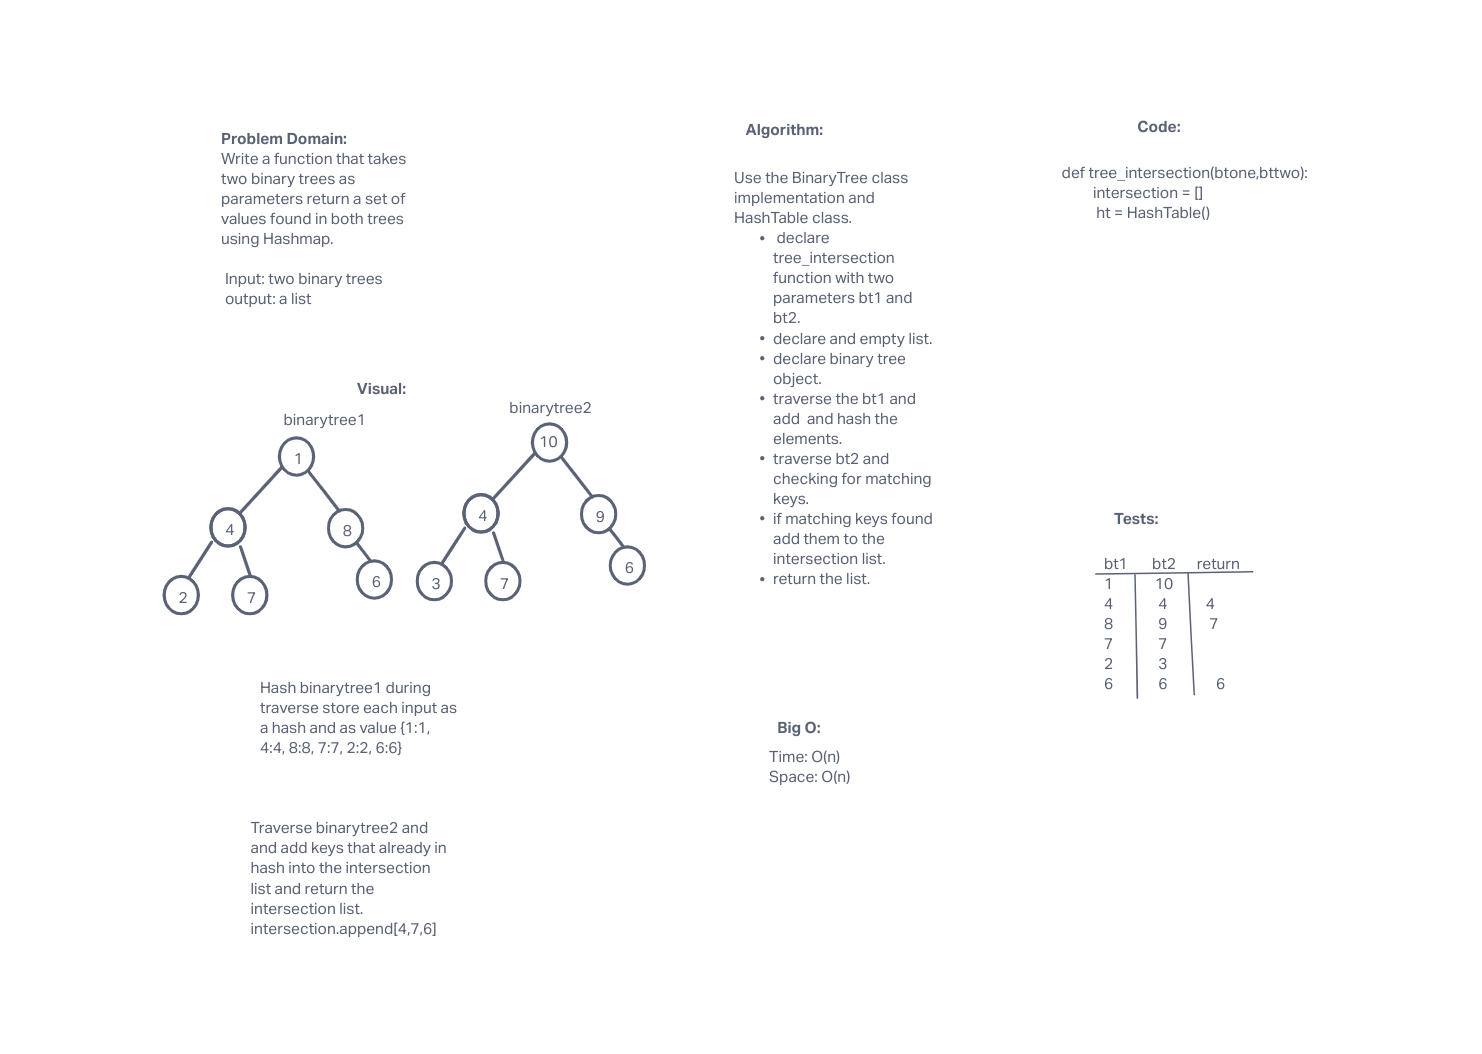 Problem Domain:
Write a function that takes
two binary trees as
parameters return a set of
values found in both trees
using Hashmap.
Input: two binary trees
output: a list
Visual:
binarytree1
1
4
8
2
7
6
binarytree2
10
4
9
3
7
6
Hash binarytree1 during
traverse store each input as
a hash and as value {1:1,
4:4, 8:8, 7:7, 2:2, 6:6}
Traverse binarytree2 and
and add keys that already in
hash into the intersection
list and return the
intersection list.
intersection.append[4,7,6]
Algorithm:
Use the BinaryTree class
implementation and
HashTable class.
• declare
tree_intersection
function with two
parameters bt1 and
bt2.
• declare and empty list.
• declare binary tree
object.
• traverse the bt1 and
add  and hash the
elements.
• traverse bt2 and
checking for matching
keys.
• if matching keys found
add them to the
intersection list.
• return the list.
Big O:
Time: O(n)
Space: O(n)
Code:
def tree_intersection(btone,bttwo):
intersection = []
ht = HashTable()
Tests:
bt1 bt2 return
1 10
4 4 4
8 9 7
7 7
2 3
6 6 6